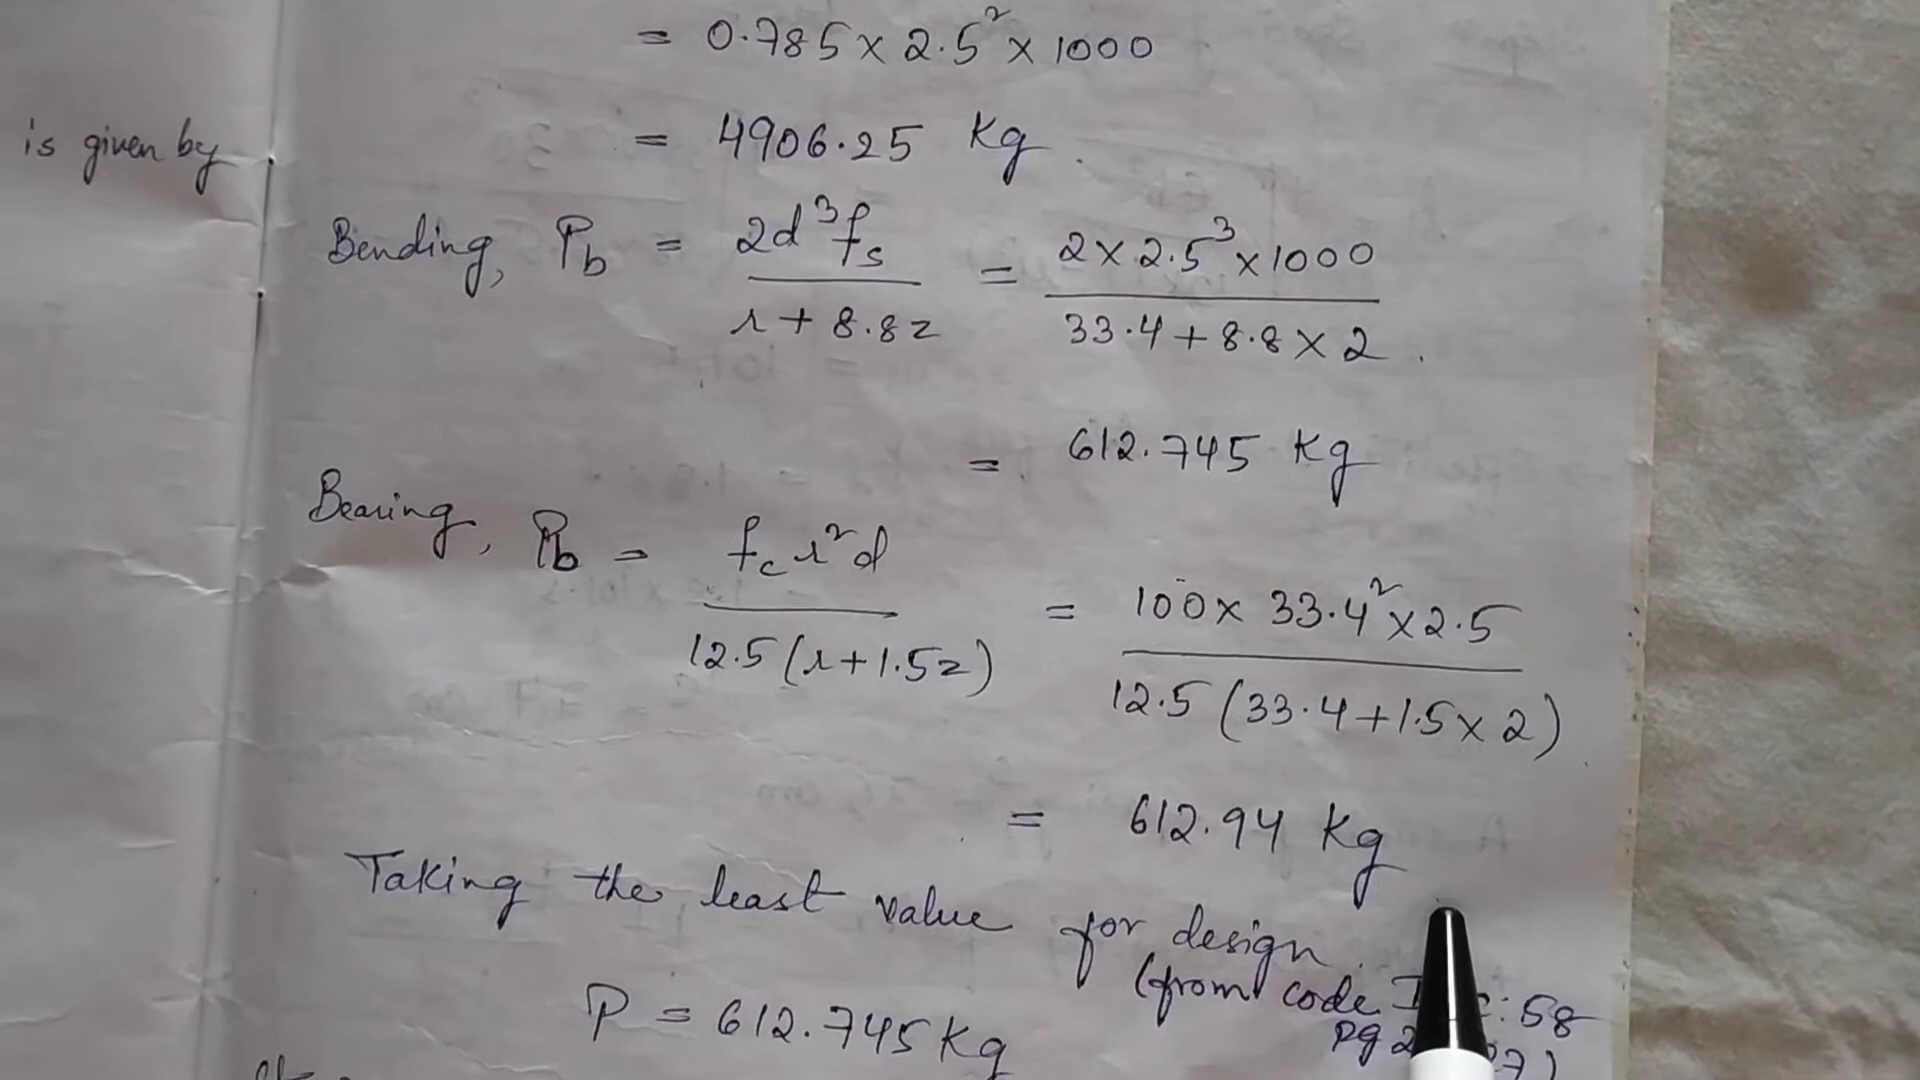 = 0.785 × 2.5² × 1000
is given by
= 4906.25 Kg.
Bending, Pb = 2d³fs / r + 8.8z = 2 × 2.5³ × 1000 / 33.4 + 8.8 × 2.
= 612.745 Kg
Bearing, Pb = fc r²d / 12.5 (r + 1.5z) = 100 × 33.4² × 2.5 / 12.5 (33.4 + 1.5 × 2)
= 612.94 Kg
Taking the least value for design
(from code : 58
P = 612.745 Kg
pg